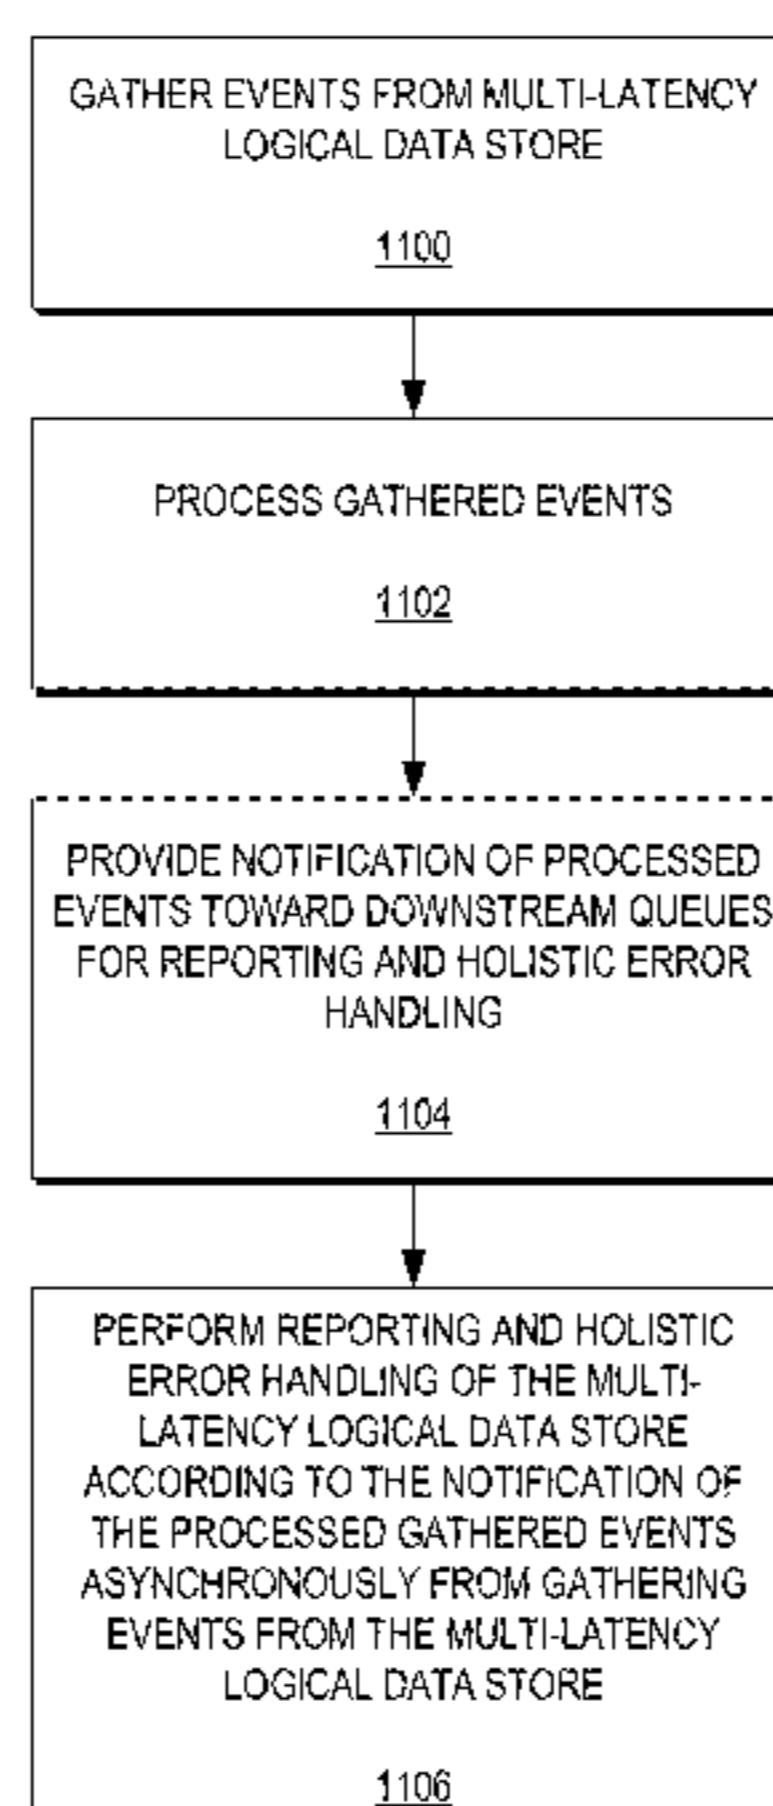 GATHER EVENTS FROM MULTI-LATENCY
LOGICAL DATA STORE
1100
PROCESS GATHERED EVENTS
1102
PROVIDE NOTIFICATION OF PROCESSED
EVENTS TOWARD DOWNSTREAM QUEUES
FOR REPORTING AND HOLISTIC ERROR
HANDLING
1104
PERFORM REPORTING AND HOLISTIC
ERROR HANDLING OF THE MULTI-
LATENCY LOGICAL DATA STORE
ACCORDING TO THE NOTIFICATION OF
THE PROCESSED GATHERED EVENTS
ASYNCHRONOUSLY FROM GATHERING
EVENTS FROM THE MULTI-LATENCY
LOGICAL DATA STORE
1106